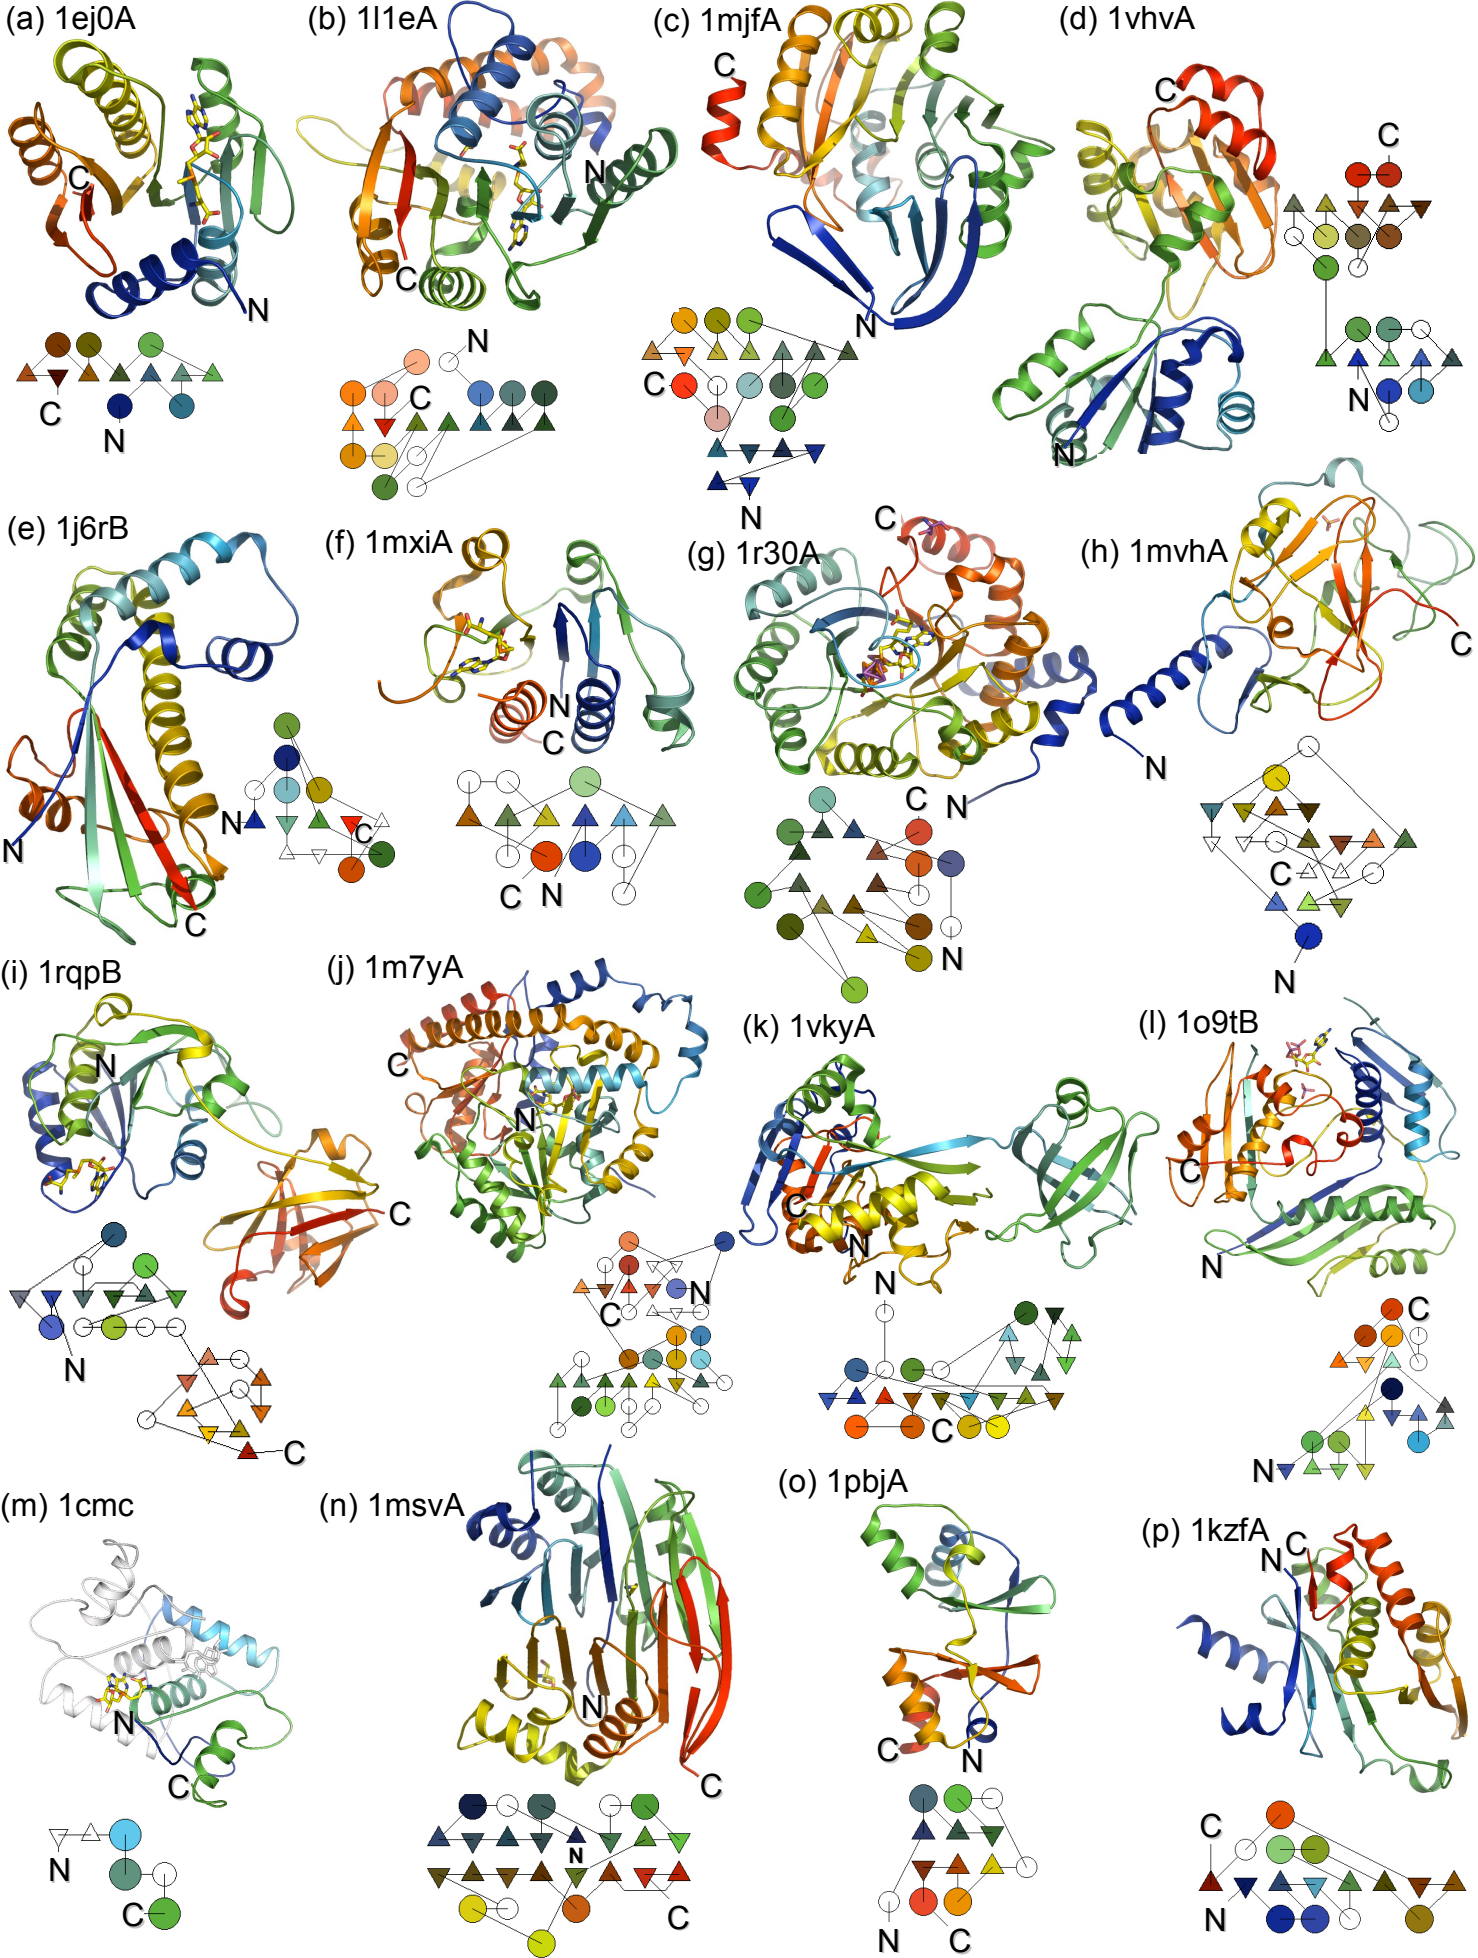 (a) 1ej0A
(b) 1l1eA
(c) 1mjfA
(d) 1vhvA
C
N
C
N
C
N
C
N
C
N
N
C
C
N
C
N
(e) 1j6rB
(f) 1mxiA
(g) 1r30A
(h) 1mvhA
N
C
N
C
N
C
C
N
C
N
C
N
N
C
C
N
(i) 1rqpB
(j) 1m7yA
(k) 1vkyA
(l) 1o9tB
N
C
N
C
C
N
N
C
C
N
N
C
C
N
C
N
(m) 1cmc
(n) 1msvA
(o) 1pbjA
(p) 1kzfA
N
C
N
C
N
C
N
C
C
N
N
C
N
C
C
N